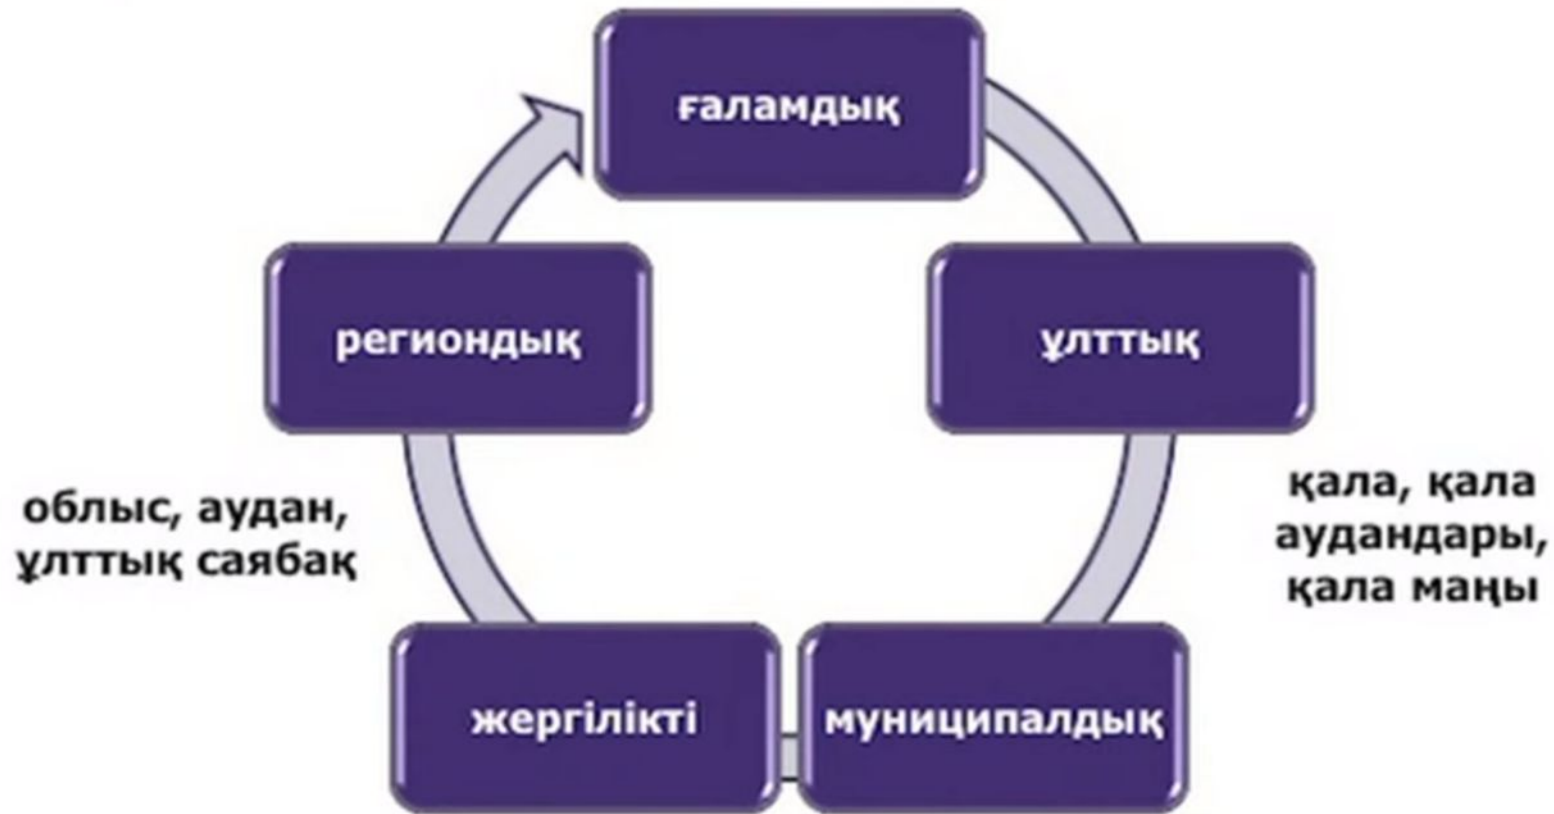 ғаламдық
региондық
ұлттық
облыс, аудан,
ұлттық саябақ
қала, қала
аудандары,
қала маңы
жергілікті
муниципалдық